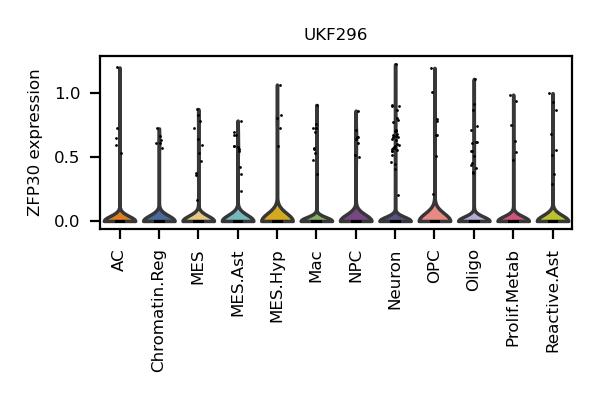 UKF296
ZFP30 expression
1.0
0.5
0.0
AC
Chromatin.Reg
MES
MES.Ast
MES.Hyp
Mac
NPC
Neuron
OPC
Oligo
Prolif.Metab
Reactive.Ast